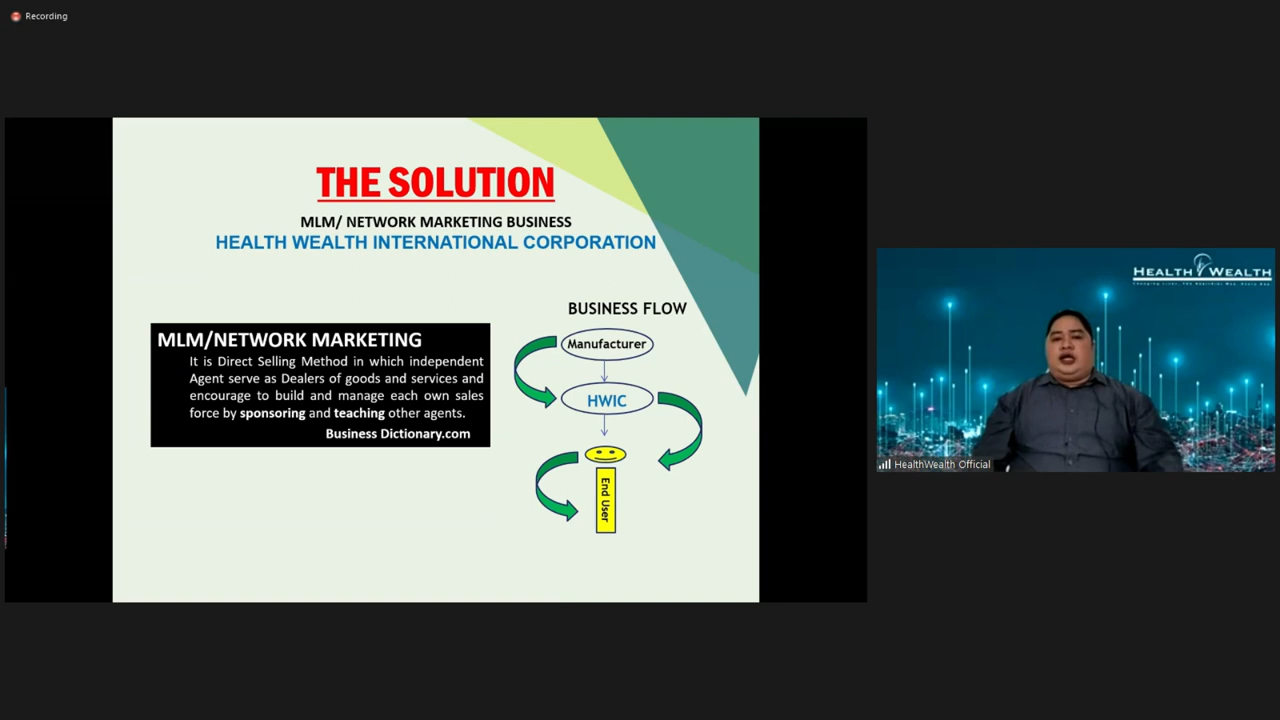 Recording
THE SOLUTION
MLM/ NETWORK MARKETING BUSINESS
HEALTH WEALTH INTERNATIONAL CORPORATION
BUSINESS FLOW
MLM/NETWORK MARKETING
It is Direct Selling Method in which independent
Agent serve as Dealers of goods and services and
encourage to build and manage each own sales
force by sponsoring and teaching other agents.
Business Dictionary.com
Manufacturer
HWIC
End User
HEALTH WEALTH
HealthWealth Official